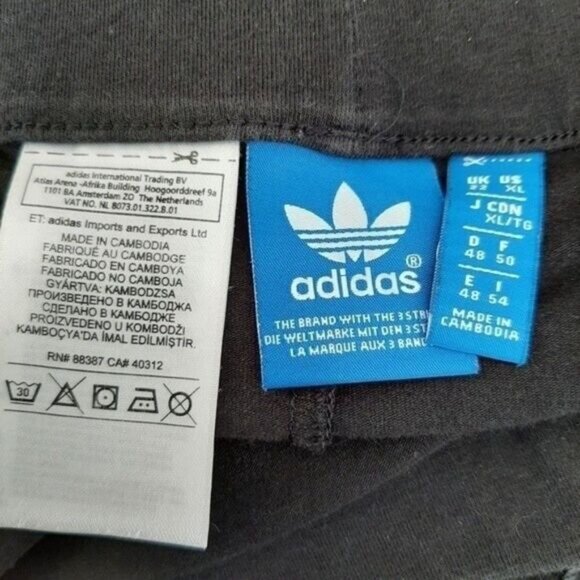 adidas International Trading BV
Atlas Arena -Afrika Building Hoogoorddreef 9a
1101 BA Amsterdam ZO The Netherlands
VAT NO. NL 8073.01.322.B.01
ET: adidas Imports and Exports Ltd
MADE IN CAMBODIA
FABRIQUÉ AU CAMBODGE
FABRICADO EN CAMBOYA
FABRICADO NO CAMBOJA
GYÁRTVA: KAMBODZSA
ПРОИЗВЕДЕНО В КАМБОДЖА
СДЕЛАНО В КАМБОДЖЕ
PROIZVEDENO U KOMBODŽI
KAMBOÇYA'DA İMAL EDİLMİŞTİR.
RN# 88387 CA# 40312
30
adidas®
THE BRAND WITH THE 3 STR
DIE WELTMARKE MIT DEN 3 ST
LA MARQUE AUX 3 BAN
UK US
22 XL
J CDN
XL/TG
D F
48 50
E I
48 54
MADE IN
CAMBODIA